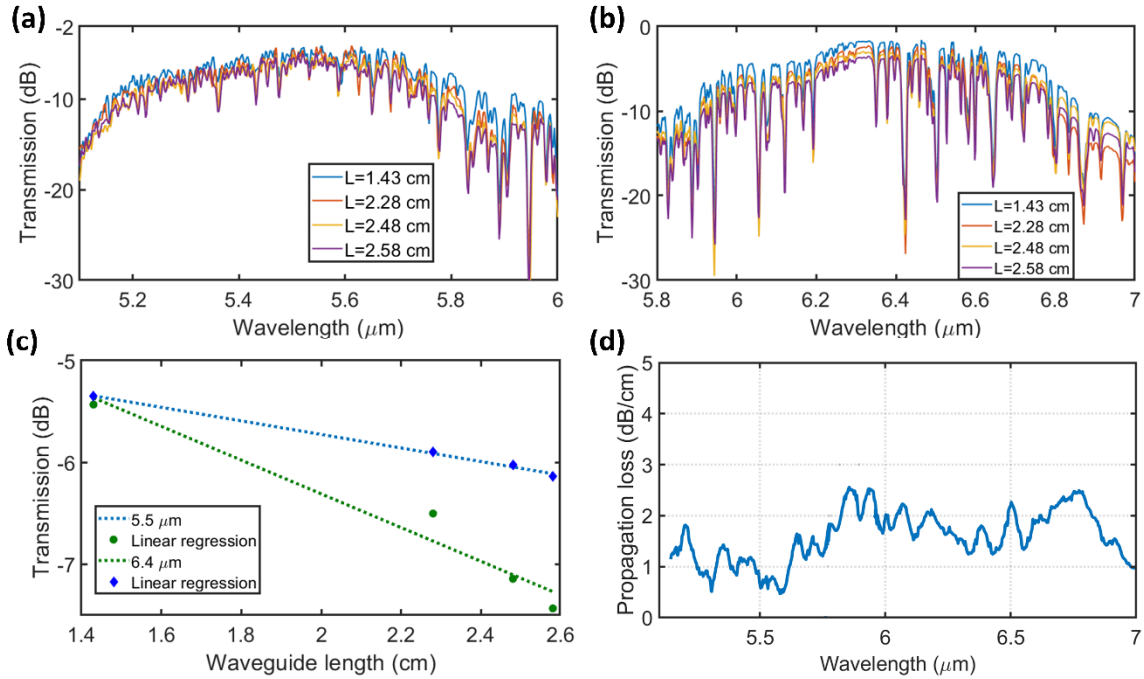 (a)
-2
-10
-20
-30
Transmission (dB)
L=1.43 cm
L=2.28 cm
L=2.48 cm
L=2.58 cm
5.2
5.4
5.6
5.8
6
Wavelength (μm)
(b)
0
-10
-20
-30
Transmission (dB)
L=1.43 cm
L=2.28 cm
L=2.48 cm
L=2.58 cm
5.8
6
6.2
6.4
6.6
6.8
7
Wavelength (μm)
(c)
-5
-6
-7
Transmission (dB)
5.5 μm
Linear regression
6.4 μm
Linear regression
1.4
1.6
1.8
2
2.2
2.4
2.6
Waveguide length (cm)
(d)
5
4
3
2
1
0
Propagation loss (dB/cm)
5.5
6
6.5
7
Wavelength (μm)